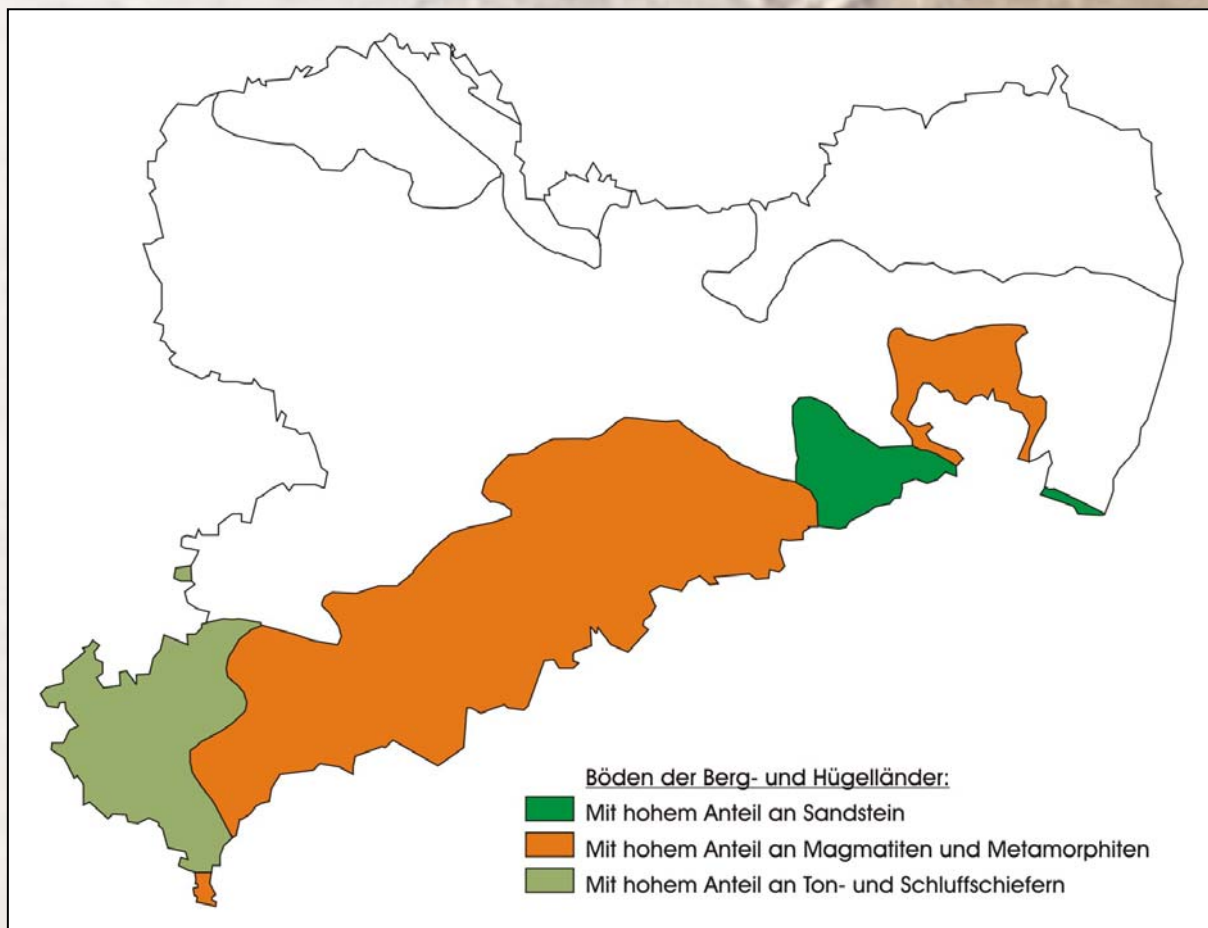 Böden der Berg- und Hügelländer:
Mit hohem Anteil an Sandstein
Mit hohem Anteil an Magmatiten und Metamorphiten
Mit hohem Anteil an Ton- und Schluffschiefern